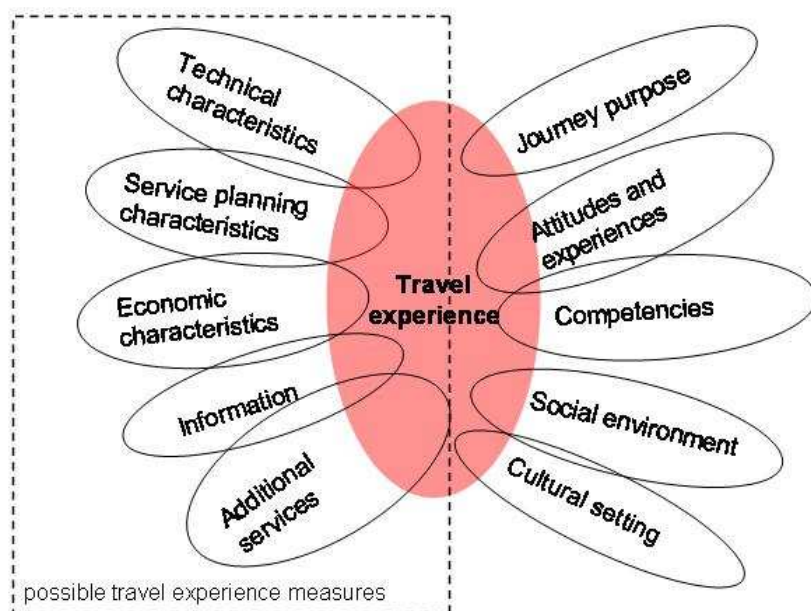 Technical
characteristics
Service planning
characteristics
Economic
characteristics
Information
Additional
services
Travel
experience
Journey purpose
Attitudes and
experiences
Competencies
Social environment
Cultural setting
possible travel experience measures